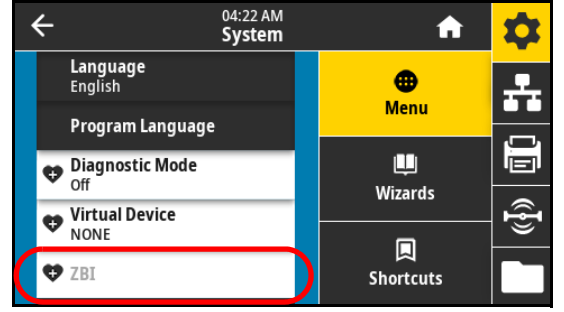 04:22 AM
System
Language
English
Program Language
Diagnostic Mode
Off
Virtual Device
NONE
ZBI
Menu
Wizards
Shortcuts